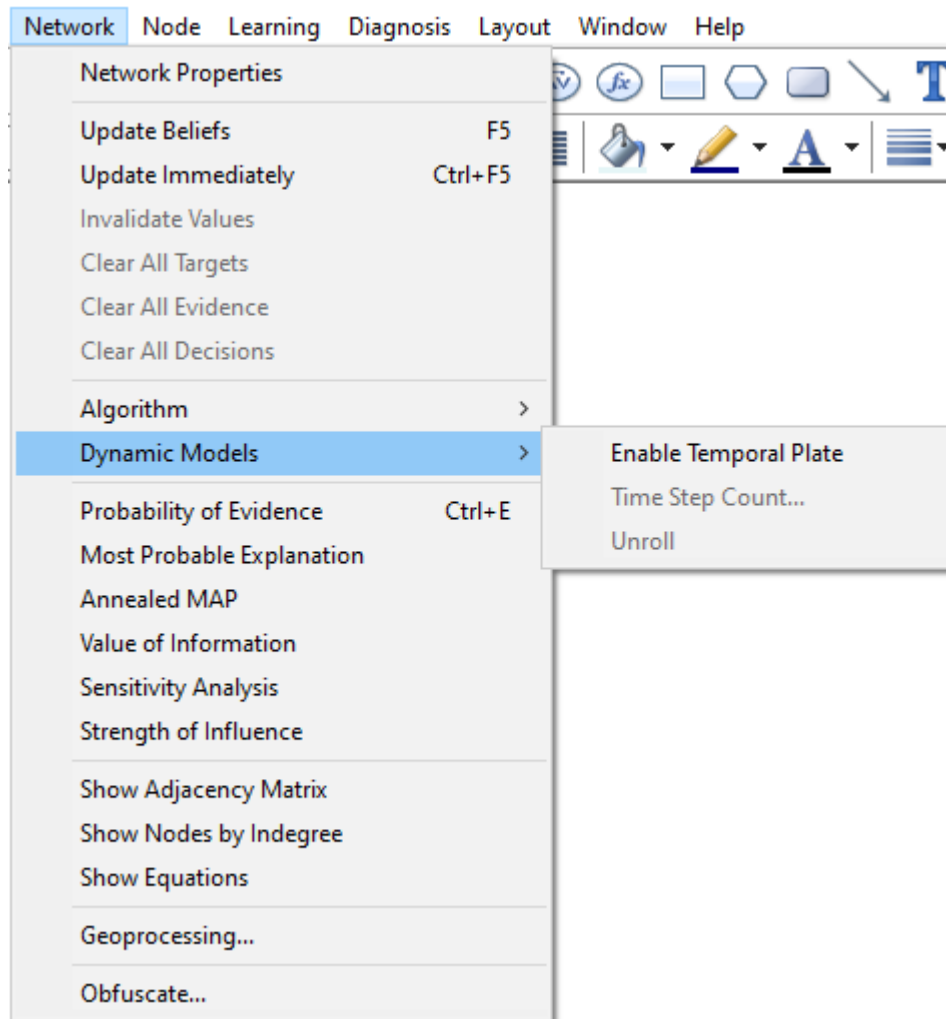 Network Node Learning Diagnosis Layout Window Help
Network Properties
Update Beliefs F5
Update Immediately Ctrl+F5
Invalidate Values
Clear All Targets
Clear All Evidence
Clear All Decisions
Algorithm
Dynamic Models
Enable Temporal Plate
Time Step Count...
Unroll
Probability of Evidence Ctrl+E
Most Probable Explanation
Annealed MAP
Value of Information
Sensitivity Analysis
Strength of Influence
Show Adjacency Matrix
Show Nodes by Indegree
Show Equations
Geoprocessing...
Obfuscate...
fx
T
A